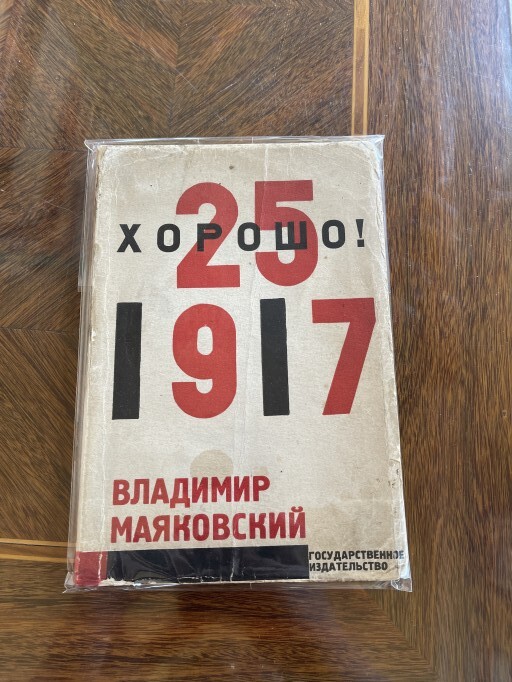 25
ХОРОШО!
1917
ВЛАДИМИР
МАЯКОВСКИЙ
ГОСУДАРСТВЕННОЕ
ИЗДАТЕЛЬСТВО